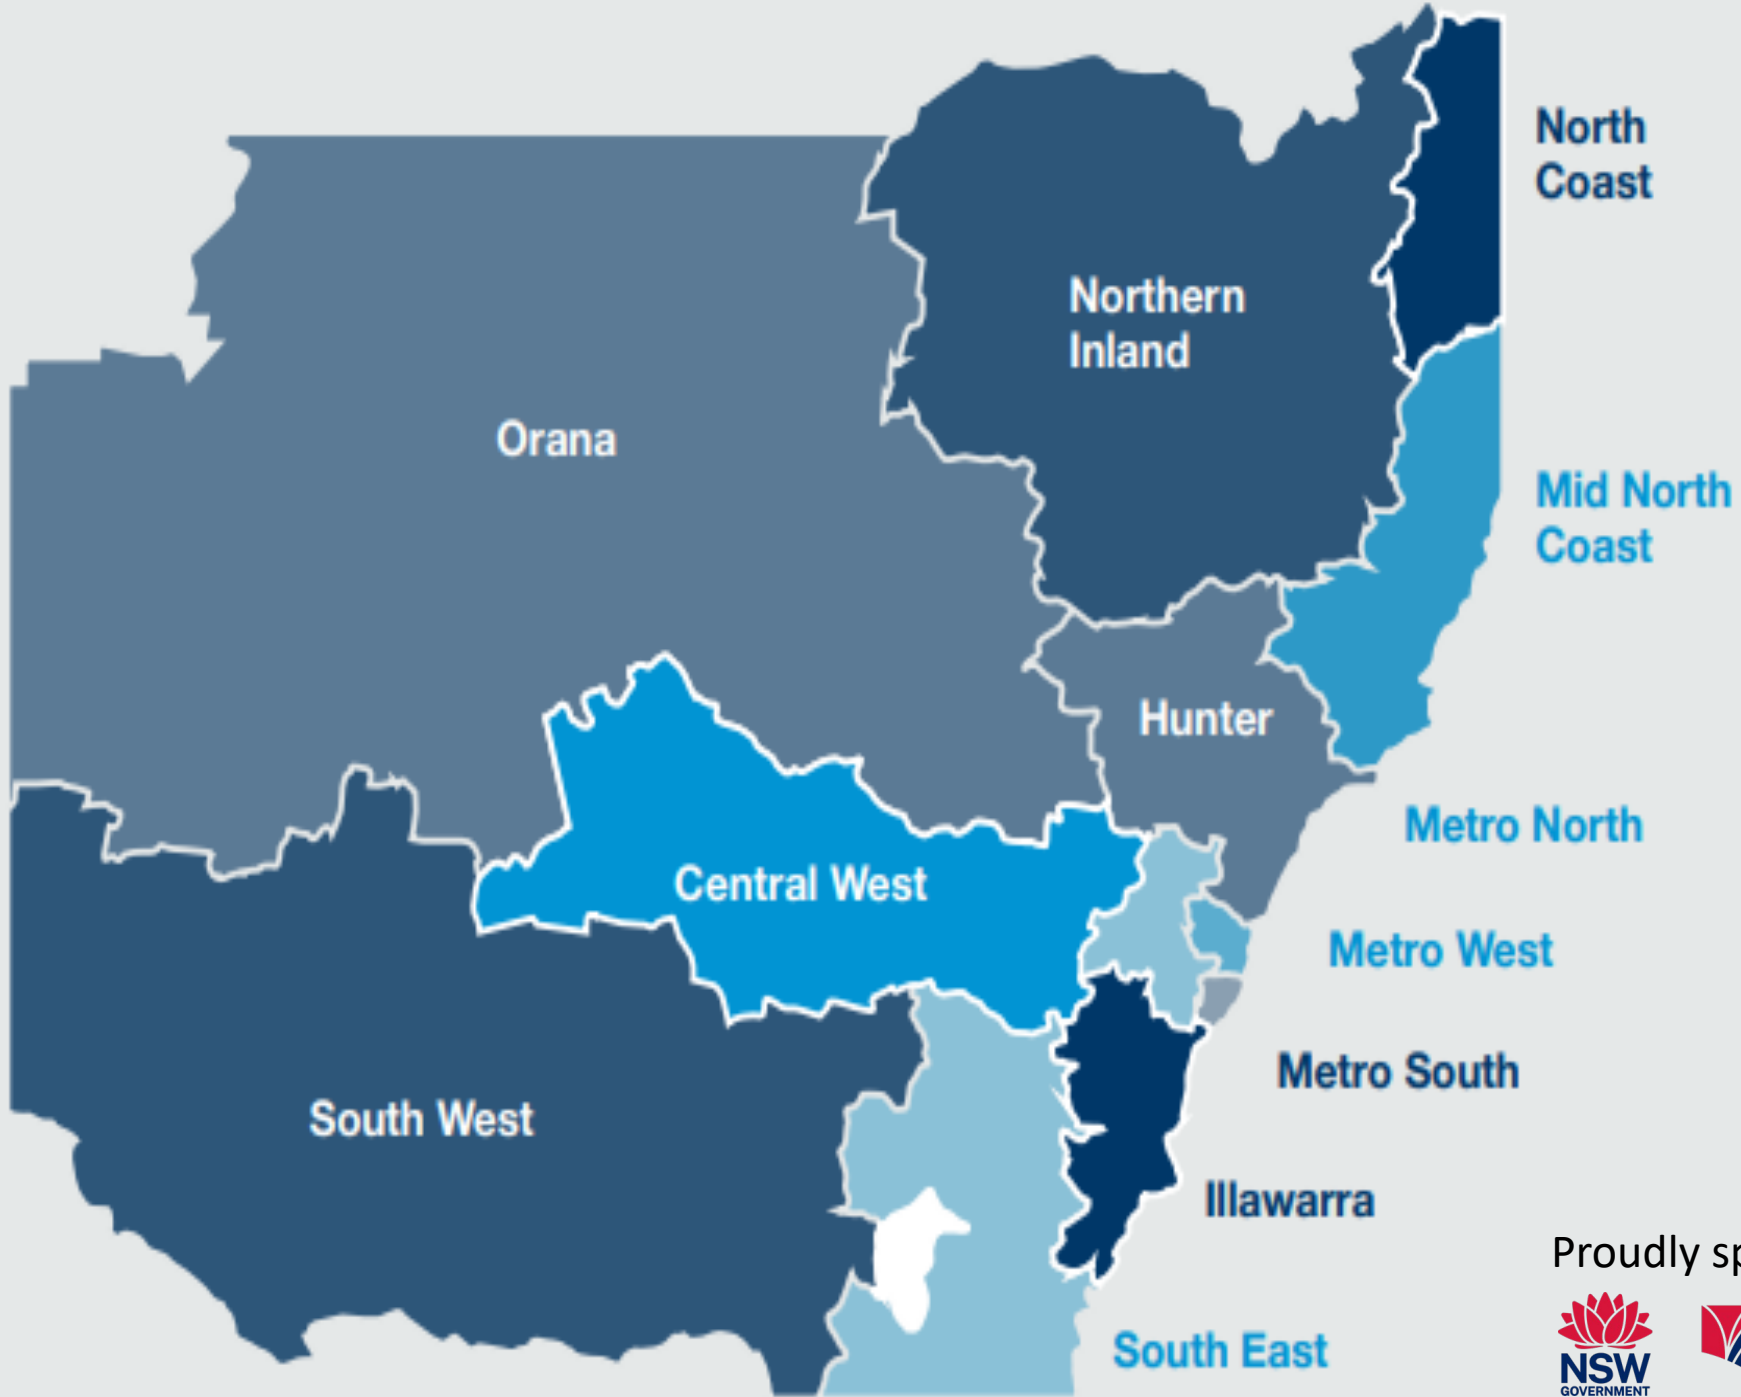 North
Coast
Northern
Inland
Orana
Mid North
Coast
Hunter
Metro North
Central West
Metro West
Metro South
South West
Illawarra
Proudly
South East
NSW
GOVERNMENT